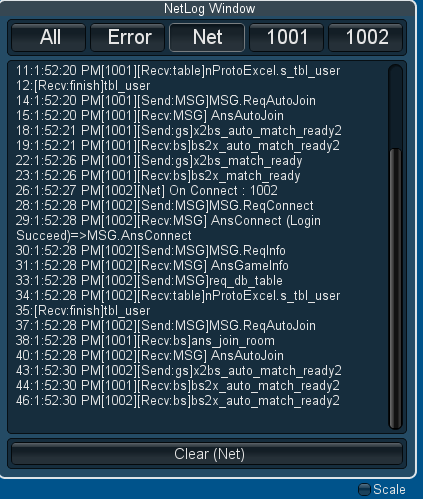 NetLog Window
All Error Net 1001 1002
11:1:52:20 PM[1001][Recv:table]nProtoExcel.s_tbl_user
12:[Recv:finish]tbl_user
14:1:52:20 PM[1001][Send:MSG]MSG.ReqAutoJoin
15:1:52:20 PM[1001][Recv:MSG] AnsAutoJoin
18:1:52:21 PM[1001][Send:gs]x2bs_auto_match_ready2
19:1:52:21 PM[1001][Recv:bs]bs2x_auto_match_ready2
22:1:52:26 PM[1001][Send:gs]x2bs_match_ready
23:1:52:26 PM[1001][Recv:bs]bs2x_match_ready
26:1:52:27 PM[1002][Net] On Connect : 1002
28:1:52:28 PM[1002][Send:MSG]MSG.ReqConnect
29:1:52:28 PM[1002][Recv:MSG] AnsConnect (Login
Succeed)=>MSG.AnsConnect
30:1:52:28 PM[1002][Send:MSG]MSG.ReqInfo
31:1:52:28 PM[1002][Recv:MSG] AnsGameInfo
33:1:52:28 PM[1002][Send:MSG]req_db_table
34:1:52:28 PM[1002][Recv:table]nProtoExcel.s_tbl_user
35:[Recv:finish]tbl_user
37:1:52:28 PM[1002][Send:MSG]MSG.ReqAutoJoin
38:1:52:28 PM[1001][Recv:bs]ans_join_room
40:1:52:28 PM[1002][Recv:MSG] AnsAutoJoin
43:1:52:30 PM[1002][Send:gs]x2bs_auto_match_ready2
44:1:52:30 PM[1001][Recv:bs]bs2x_auto_match_ready2
46:1:52:30 PM[1002][Recv:bs]bs2x_auto_match_ready2
Clear (Net)
Scale